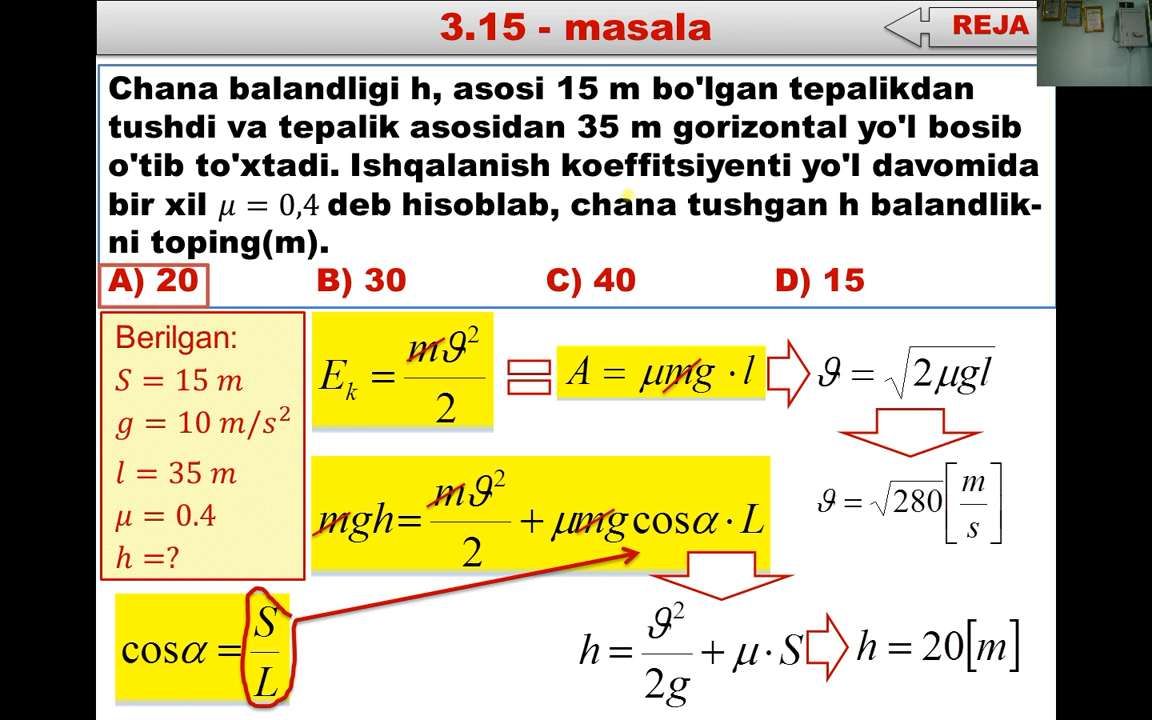 3.15 - masala
REJA
Chana balandligi h, asosi 15 m bo'lgan tepalikdan
tushdi va tepalik asosidan 35 m gorizontal yo'l bosib
o'tib to'xtadi. Ishqalanish koeffitsiyenti yo'l davomida
bir xil μ = 0,4 deb hisoblab, chana tushgan h balandlik-
ni toping(m).
A) 20 B) 30 C) 40 D) 15
Berilgan:
S = 15 m
g = 10 m/s²
l = 35 m
μ = 0.4
h =?
E_k = mϑ²/2 = A = μmg · l
ϑ = √(2μgl)
ϑ = √280 [m/s]
mgh = mϑ²/2 + μmg cosα · L
cosα = S/L
h = ϑ²/2g + μ · S
h = 20[m]